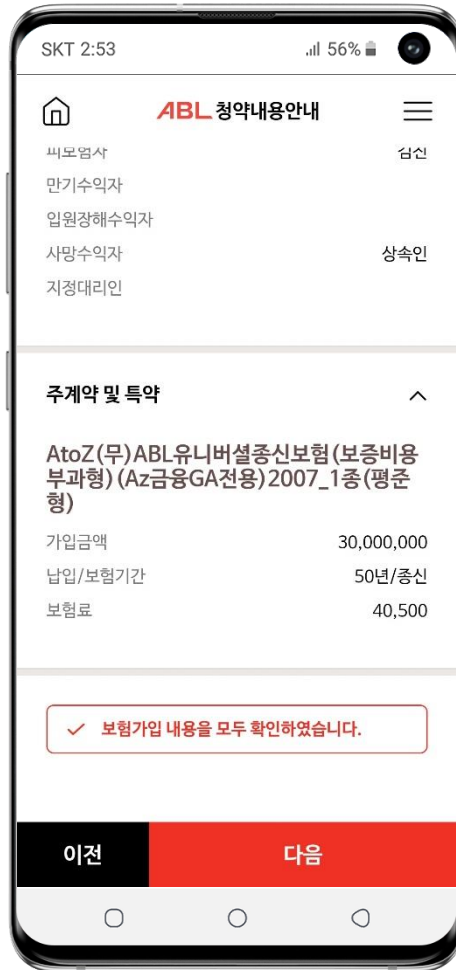 SKT 2:53 56%
ABL 청약내용안내
만기수익자
입원장해수익자
사망수익자 상속인
지정대리인
주계약 및 특약
AtoZ(무)ABL유니버셜종신보험(보증비용
부과형)(Az금융GA전용)2007_1종(평준
형)
가입금액 30,000,000
납입/보험기간 50년/종신
보험료 40,500
보험가입 내용을 모두 확인하였습니다.
이전 다음